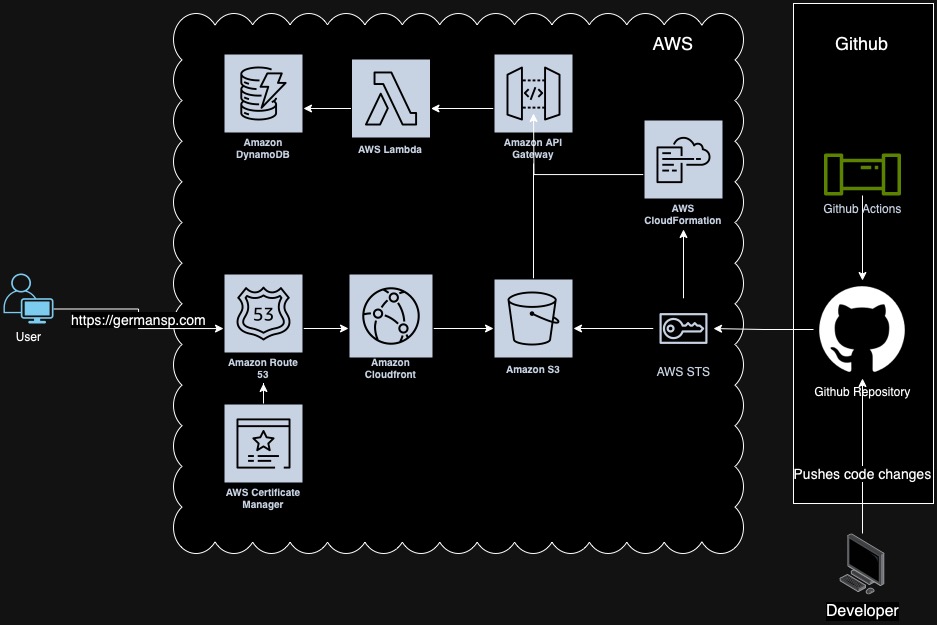 AWS
Github
Amazon
DynamoDB
AWS Lambda
Amazon API
Gateway
AWS
CloudFormation
Github Actions
User
https://germansp.com
53
Amazon Route
53
Amazon
Cloudfront
Amazon S3
AWS STS
Github Repository
AWS Certificate
Manager
Pushes code changes
Developer